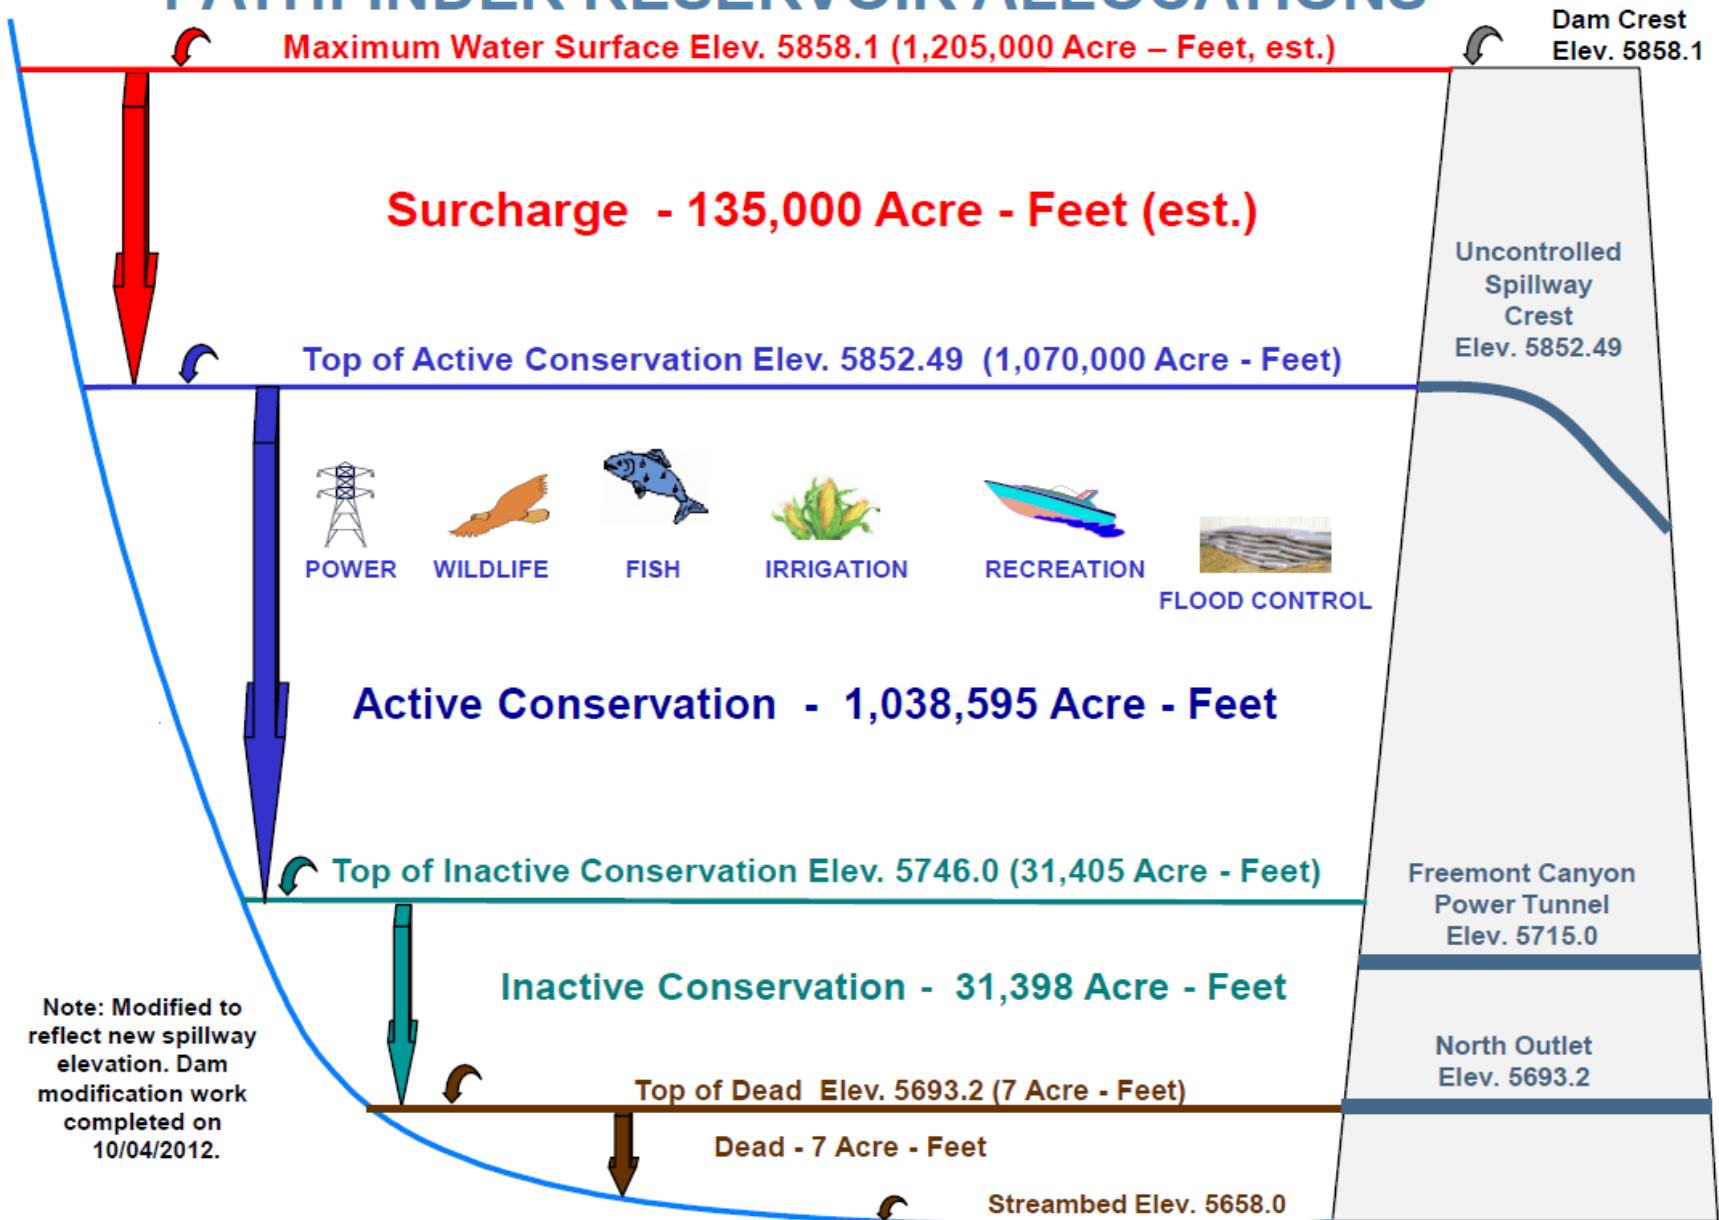 PATHFINDER RESERVOIR ALLOCATIONS
Dam Crest
Elev. 5858.1
Maximum Water Surface Elev. 5858.1 (1,205,000 Acre – Feet, est.)
Surcharge - 135,000 Acre - Feet (est.)
Uncontrolled
Spillway
Crest
Elev. 5852.49
Top of Active Conservation Elev. 5852.49 (1,070,000 Acre - Feet)
POWER
WILDLIFE
FISH
IRRIGATION
RECREATION
FLOOD CONTROL
Active Conservation - 1,038,595 Acre - Feet
Top of Inactive Conservation Elev. 5746.0 (31,405 Acre - Feet)
Freemont Canyon
Power Tunnel
Elev. 5715.0
Inactive Conservation - 31,398 Acre - Feet
Note: Modified to
reflect new spillway
elevation. Dam
modification work
completed on
10/04/2012.
North Outlet
Elev. 5693.2
Top of Dead Elev. 5693.2 (7 Acre - Feet)
Dead - 7 Acre - Feet
Streambed Elev. 5658.0